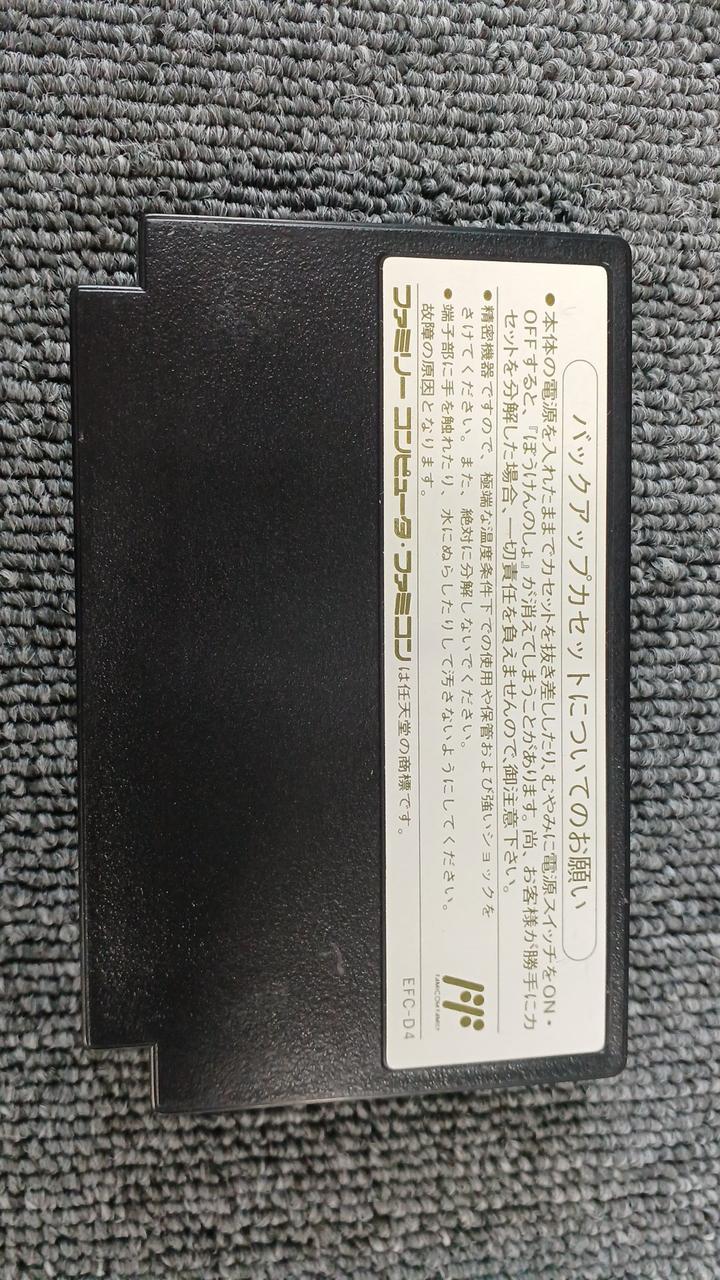 バックアップカセットについてのお願い
●本体の電源を入れたままでカセットを抜き差ししたり、むやみに電源スイッチをON・
OFFすると、『ぼうけんのしょ』が消えてしまうことがあります。尚、お客様が勝手にカ
セットを分解した場合、一切責任を負えませんので、御注意下さい。
●精密機器ですので、極端な温度条件下での使用や保管および強いショックを
さけてください。また、絶対に分解しないでください。
●端子部に手を触れたり、水にぬらしたりして汚さないようにしてください。
故障の原因となります。
ファミリーコンピュータ・ファミコンは任天堂の商標です。
FAMICOM FAMILY
EFC-D4